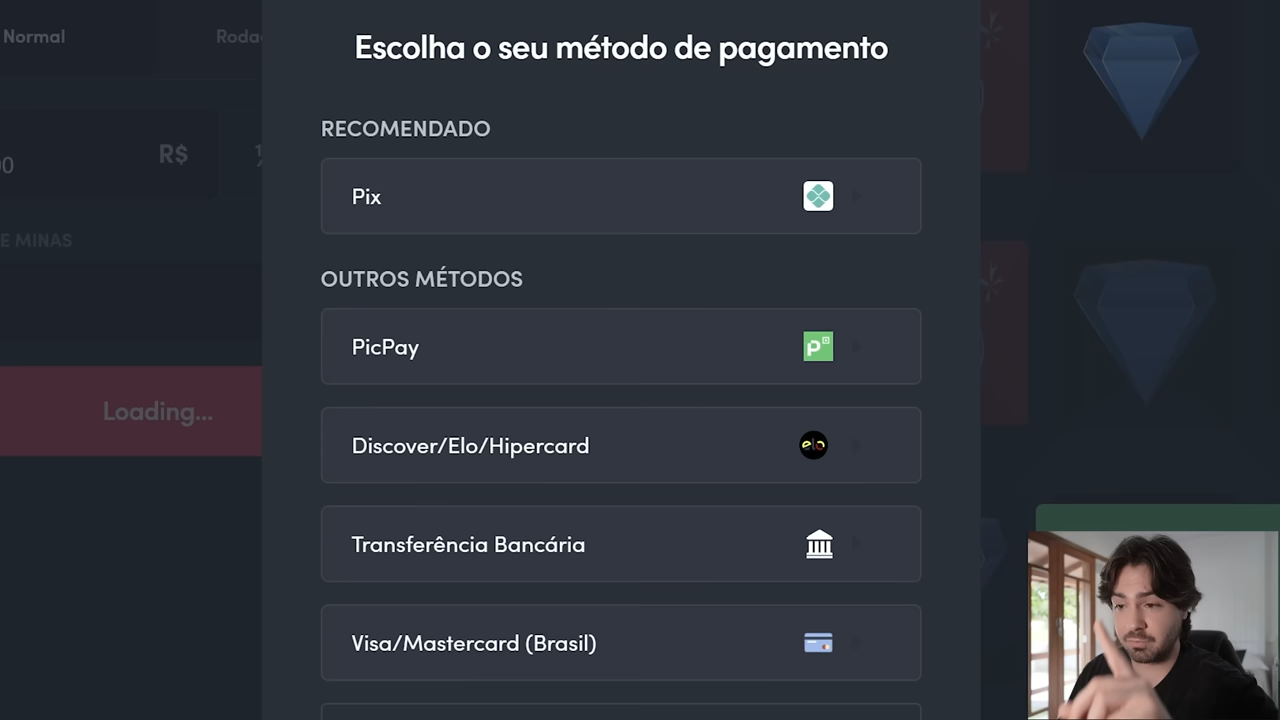 Escolha o seu método de pagamento
Normal
Roda
RECOMENDADO
R$
Pix
E MINAS
OUTROS MÉTODOS
PicPay
Loading...
Discover/Elo/Hipercard
elo
Transferência Bancária
Visa/Mastercard (Brasil)